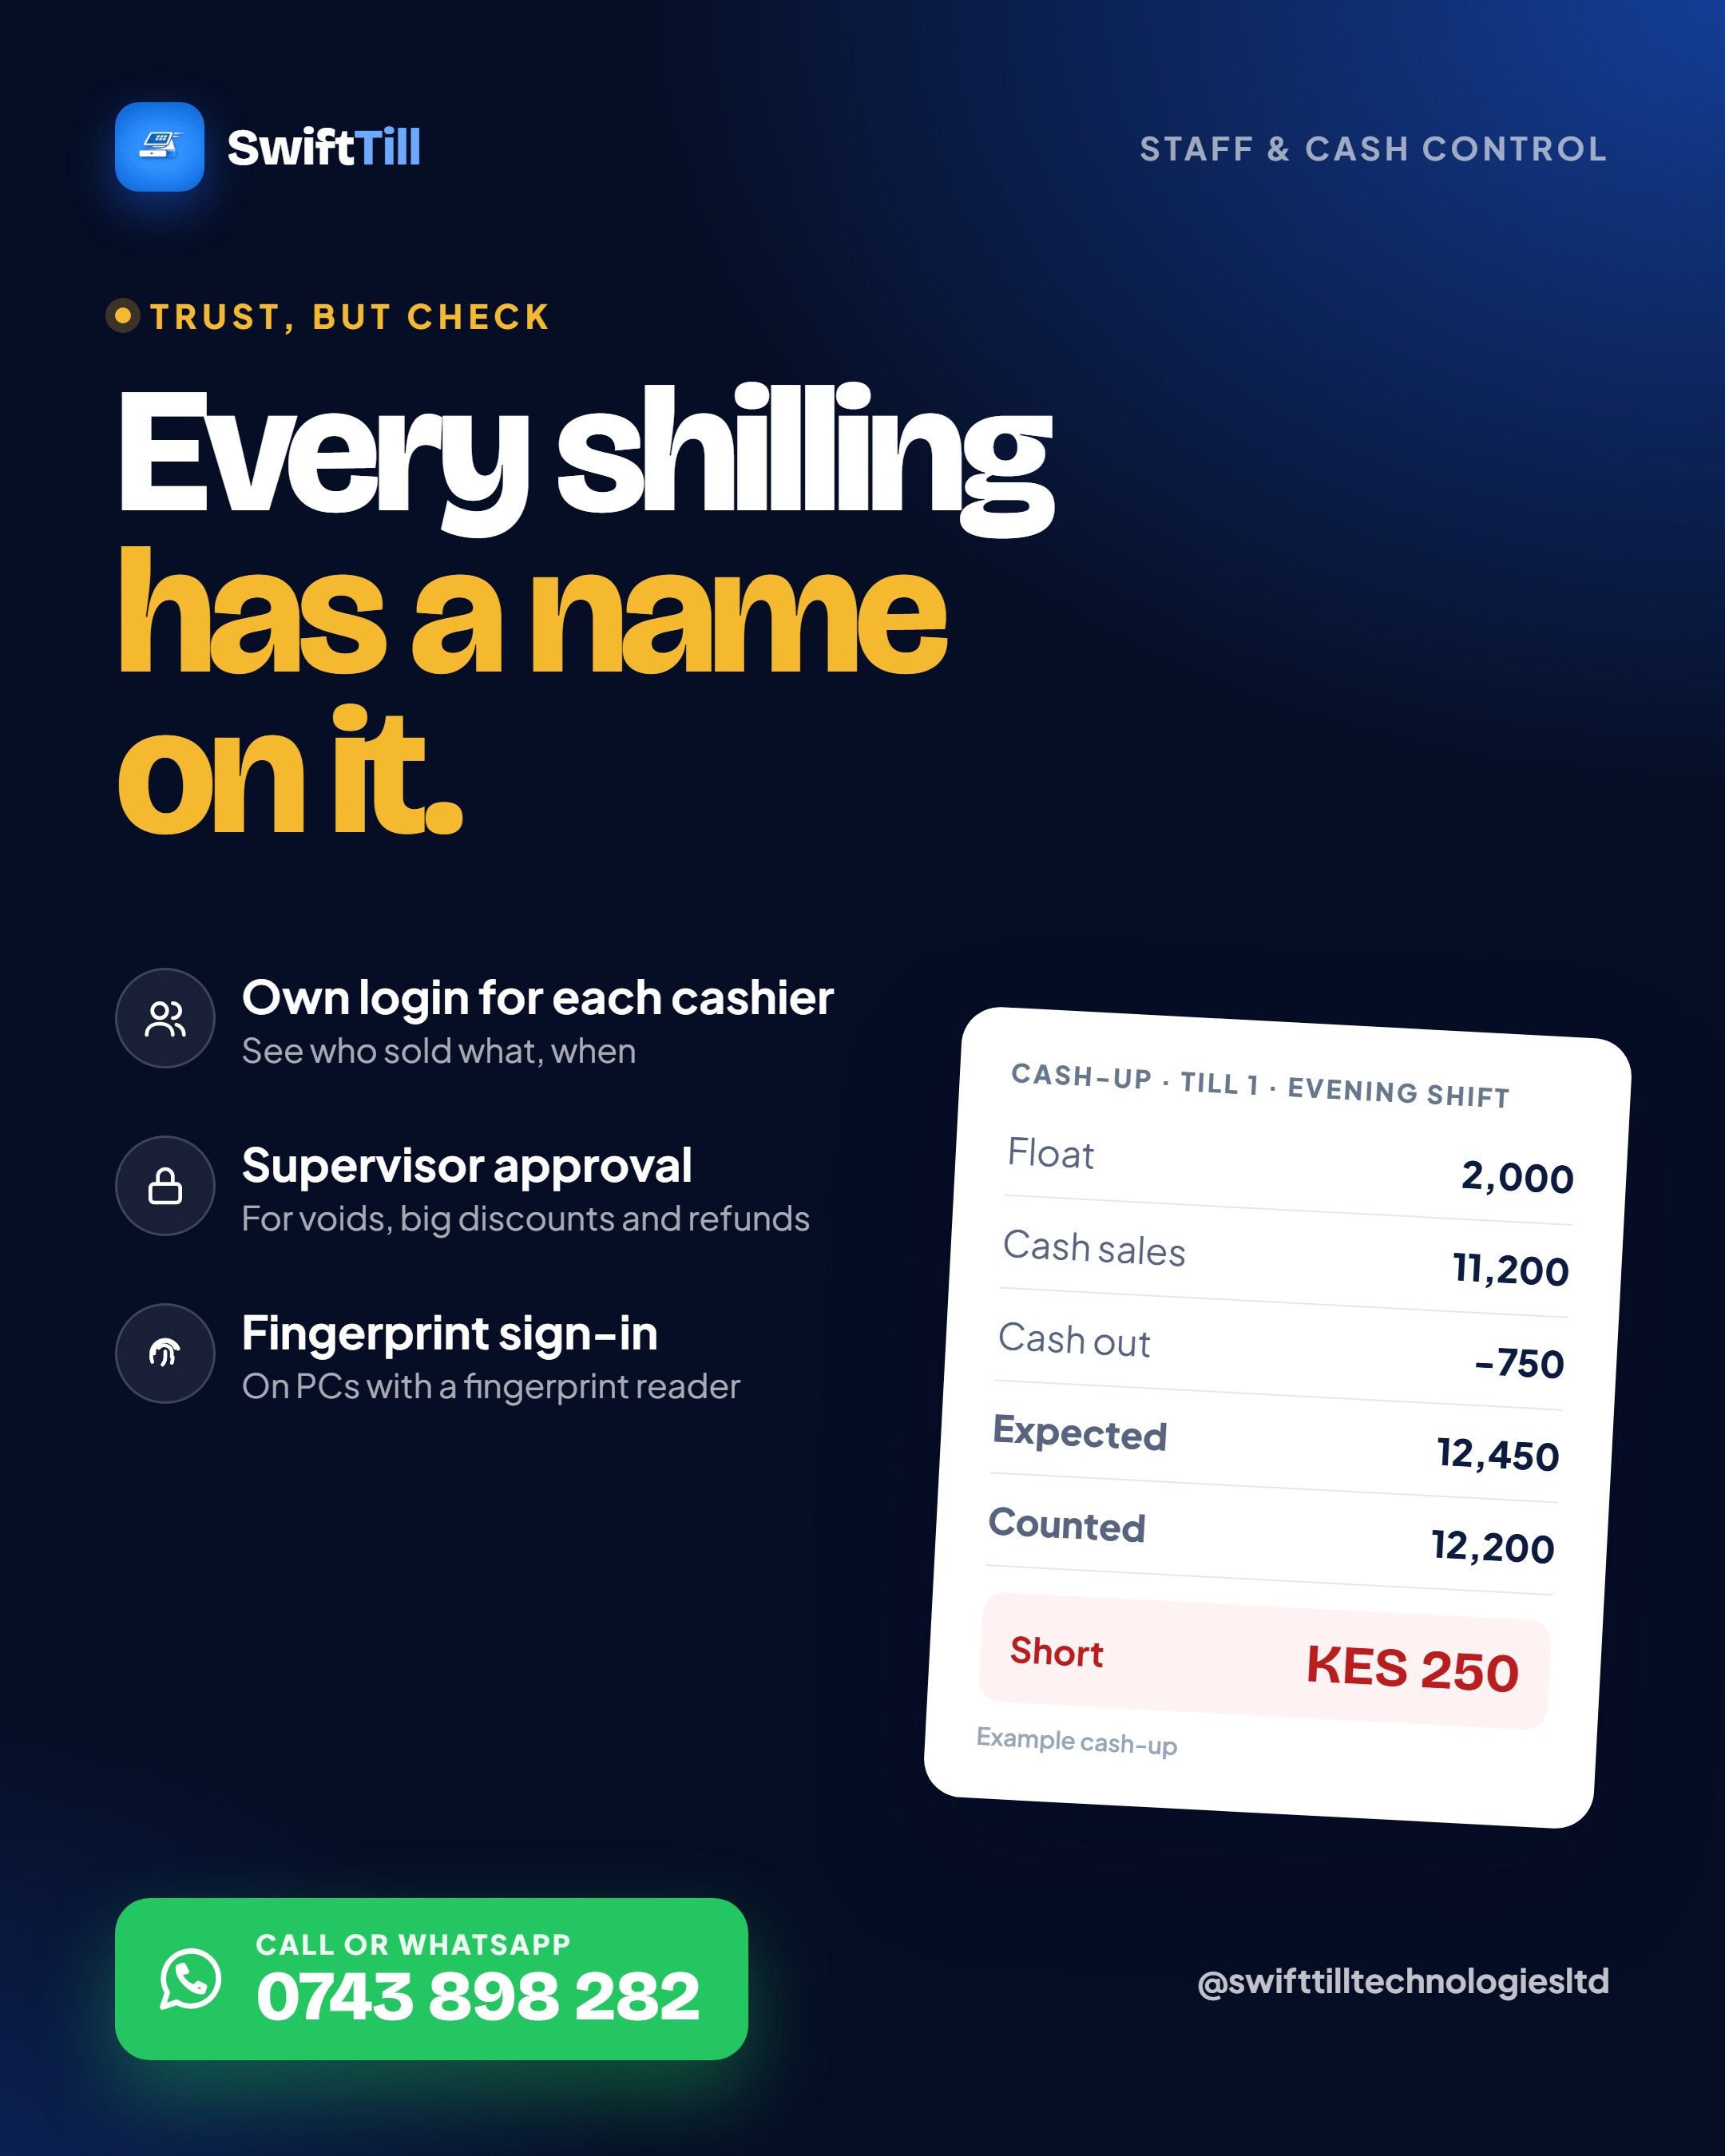 SwiftTill
STAFF & CASH CONTROL
TRUST, BUT CHECK
Every shilling
has a name
on it.
Own login for each cashier
See who sold what, when
Supervisor approval
For voids, big discounts and refunds
Fingerprint sign-in
On PCs with a fingerprint reader
CASH-UP · TILL 1 · EVENING SHIFT
Float 2,000
Cash sales 11,200
Cash out -750
Expected 12,450
Counted 12,200
Short KES 250
Example cash-up
CALL OR WHATSAPP
0743 898 282
@swifttilltechnologiesltd